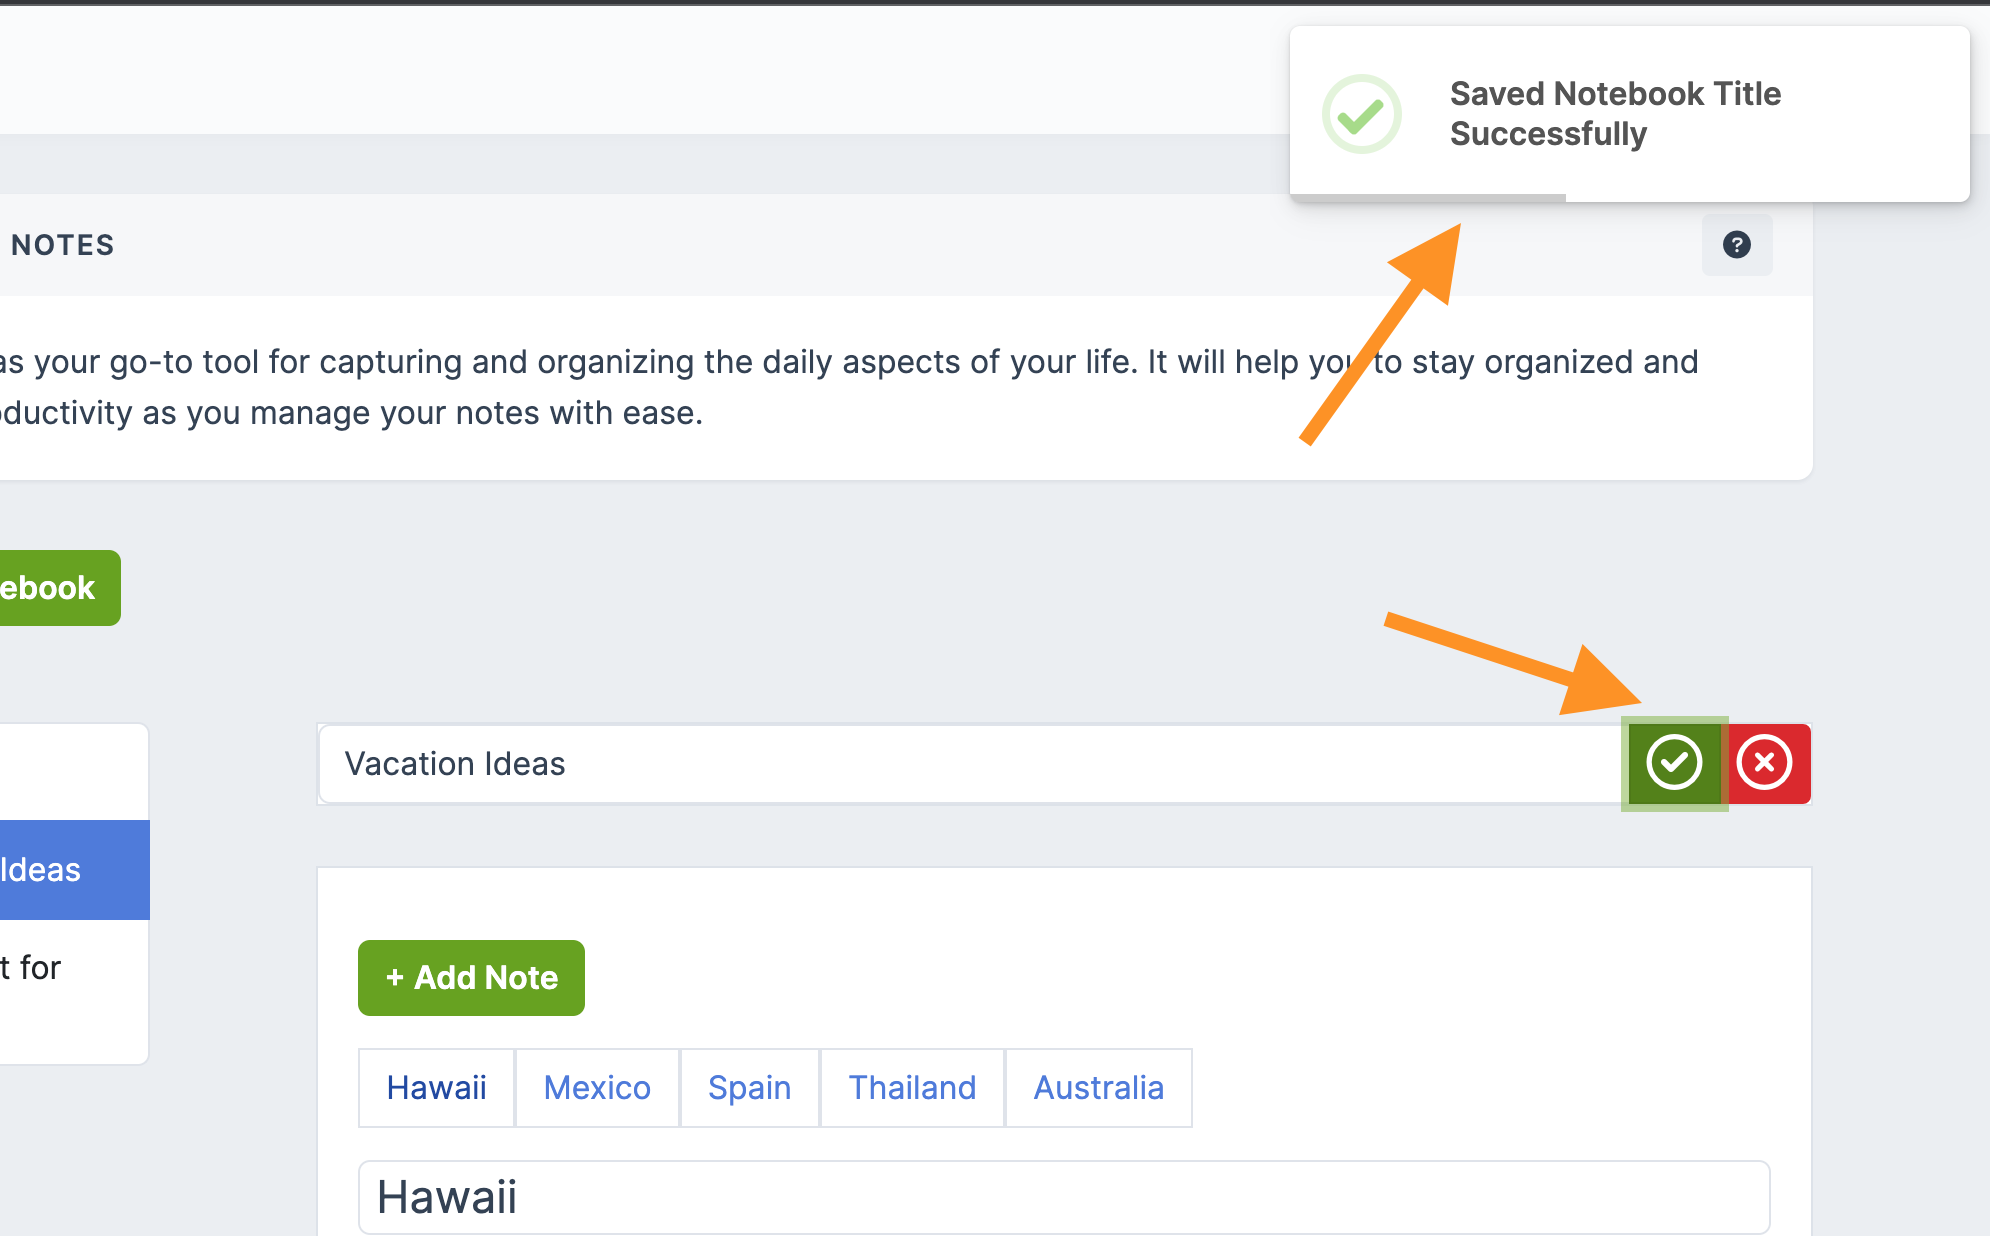 Saved Notebook Title
Successfully
NOTES
as your go-to tool for capturing and organizing the daily aspects of your life. It will help you to stay organized and
oductivity as you manage your notes with ease.
ebook
Vacation Ideas
Ideas
t for
+ Add Note
Hawaii
Mexico
Spain
Thailand
Australia
Hawaii